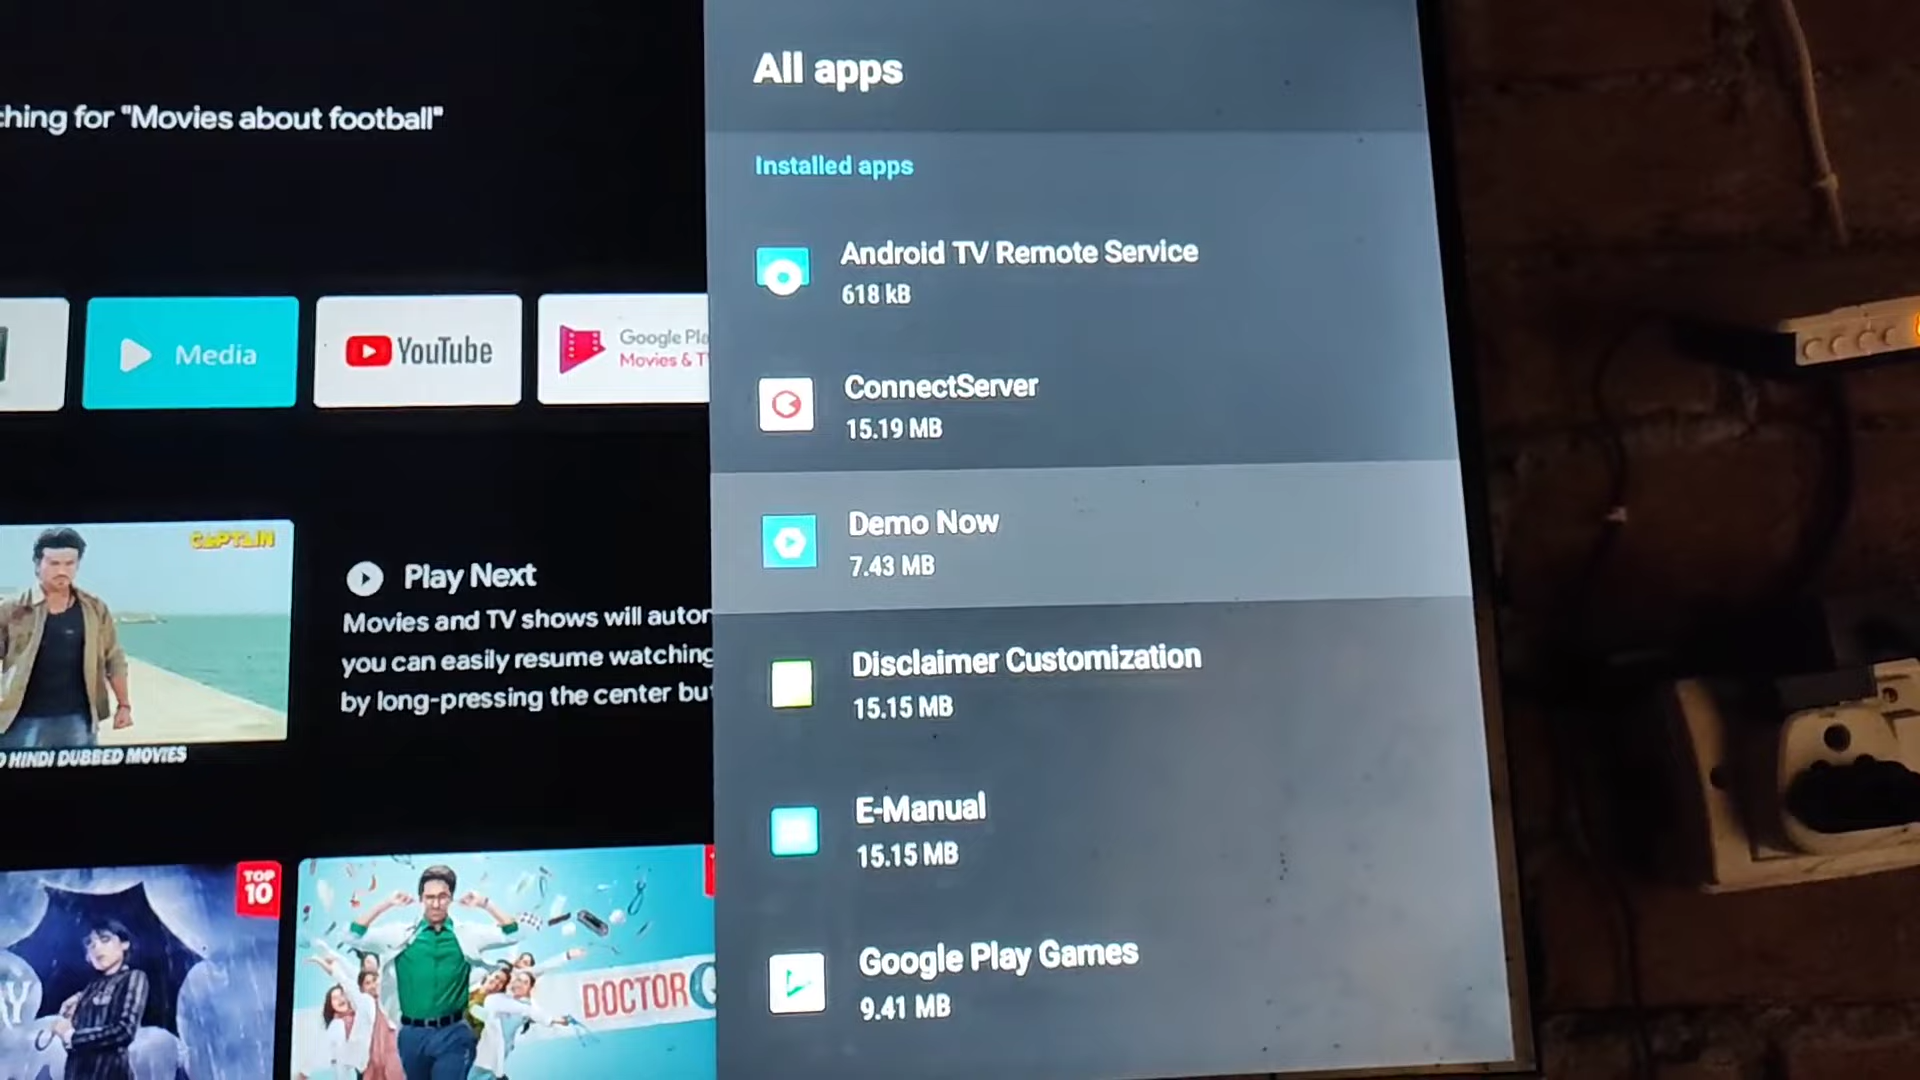 ching for "Movies about football"
Media
YouTube
Google Pla
Movies & T
CAPTAIN
HINDI DUBBED MOVIES
Play Next
Movies and TV shows will autor
you can easily resume watching
by long-pressing the center but
TOP
10
DOCTOR G
All apps
Installed apps
Android TV Remote Service
618 kB
ConnectServer
15.19 MB
Demo Now
7.43 MB
Disclaimer Customization
15.15 MB
E-Manual
15.15 MB
Google Play Games
9.41 MB